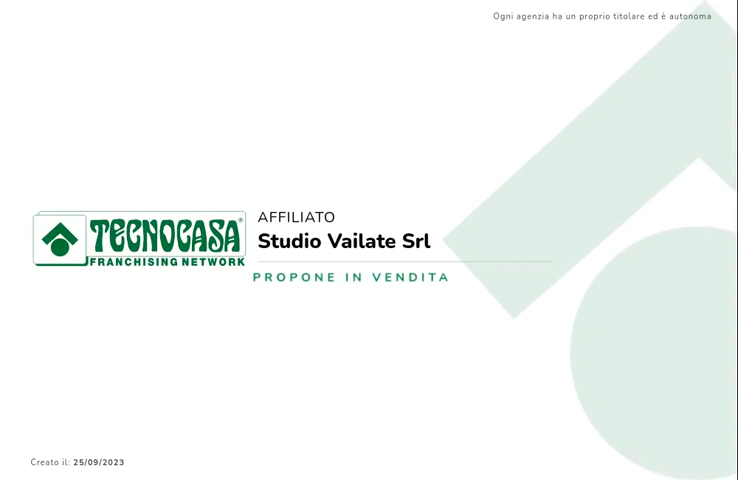 Ogni agenzia ha un proprio titolare ed è autonoma
AFFILIATO
TECNOCASA®
Studio Vailate Srl
FRANCHISING NETWORK
PROPONE IN VENDITA
Creato il: 25/09/2023